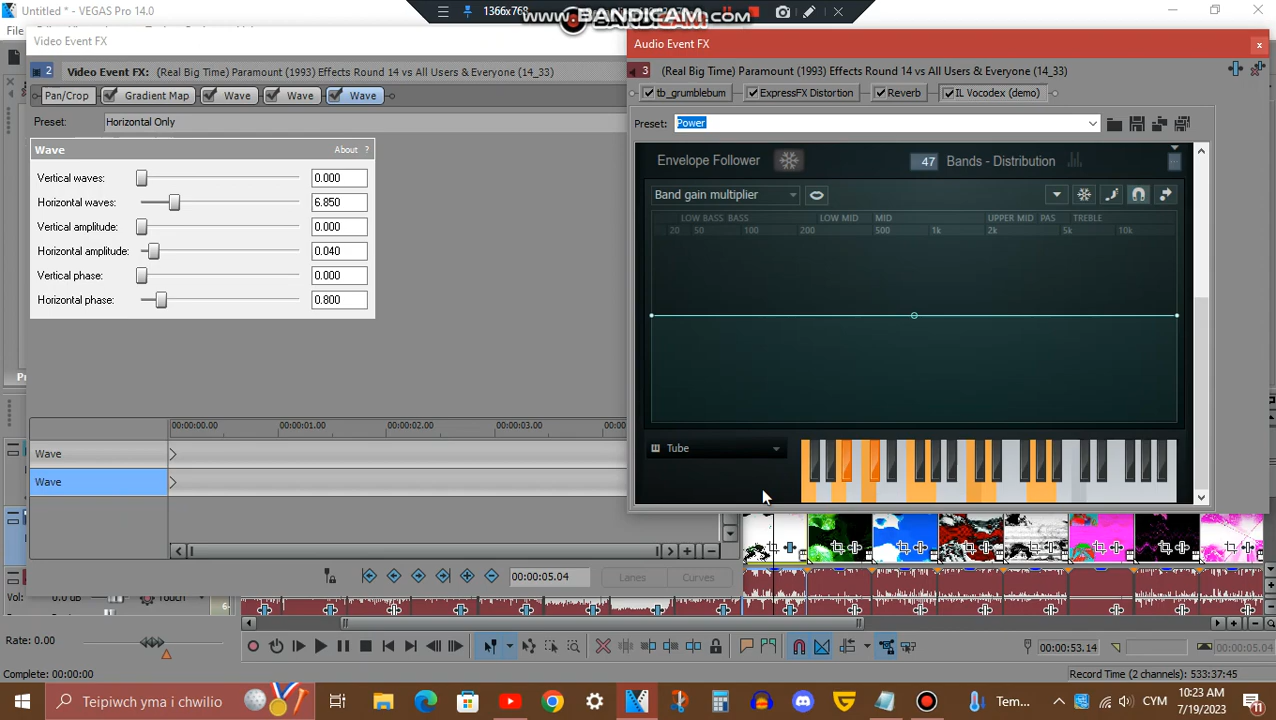 Untitled * - VEGAS Pro 14.0
1366x768
www.BANDICAM.com
Video Event FX
Audio Event FX
x
2 Video Event FX: (Real Big Time) Paramount (1993) Effects Round 14 vs All Users & Everyone (14_33)
3 (Real Big Time) Paramount (1993) Effects Round 14 vs All Users & Everyone (14_33)
Pan/Crop Gradient Map Wave Wave Wave
tb_grumblebum ExpressFX Distortion Reverb IL Vocodex (demo)
Preset: Horizontal Only
Preset: Power
Wave About ?
Vertical waves: 0.000
Horizontal waves: 6.850
Vertical amplitude: 0.000
Horizontal amplitude: 0.040
Vertical phase: 0.000
Horizontal phase: 0.800
Envelope Follower 47 Bands - Distribution
Band gain multiplier
LOW BASS BASS LOW MID MID UPPER MID PAS TREBLE
20 50 100 200 500 1k 2k 5k 10k
Tube
00:00:00.00 00:00:01.00 00:00:02.00 00:00:03.00
Wave
Wave
00:00:05.04 Lanes Curves
Vol: 0.0 dB Touch
Rate: 0.00
00:00:53.14 00:00:05.04
Complete: 00:00:00
Record Time (2 channels): 533:37:45
Teipiwch yma i chwilio
Tem...
CYM
10:23 AM
7/19/2023
11